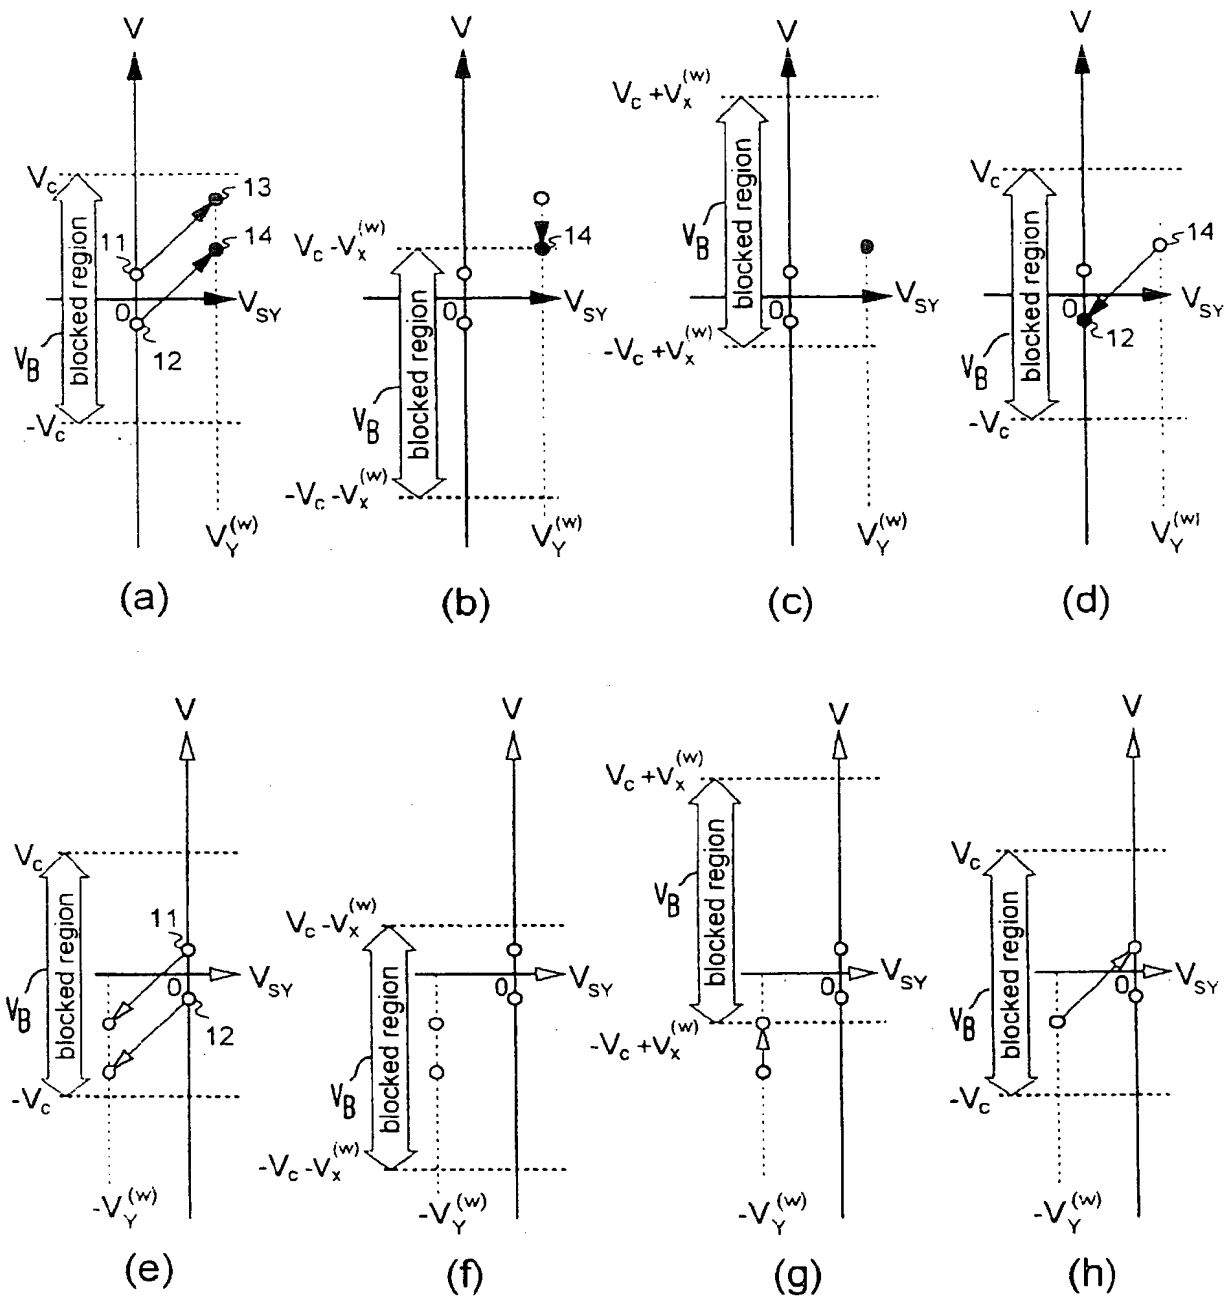 (a)
V
V_c
13
14
11
0
V_SY
12
V_B
blocked region
-V_c
V_Y^(w)
(b)
V
V_c -V_x^(w)
14
0
V_SY
V_B
blocked region
-V_c -V_x^(w)
V_Y^(w)
(c)
V
V_c +V_x^(w)
V_B
blocked region
0
V_SY
-V_c +V_x^(w)
V_Y^(w)
(d)
V
V_c
14
0
V_SY
12
V_B
blocked region
-V_c
V_Y^(w)
(e)
V
V_c
11
0
V_SY
12
V_B
blocked region
-V_c
-V_Y^(w)
(f)
V
V_c -V_x^(w)
0
V_SY
V_B
blocked region
-V_c -V_x^(w)
-V_Y^(w)
(g)
V
V_c +V_x^(w)
V_B
blocked region
0
V_SY
-V_c +V_x^(w)
-V_Y^(w)
(h)
V
V_c
0
V_SY
V_B
blocked region
-V_c
-V_Y^(w)